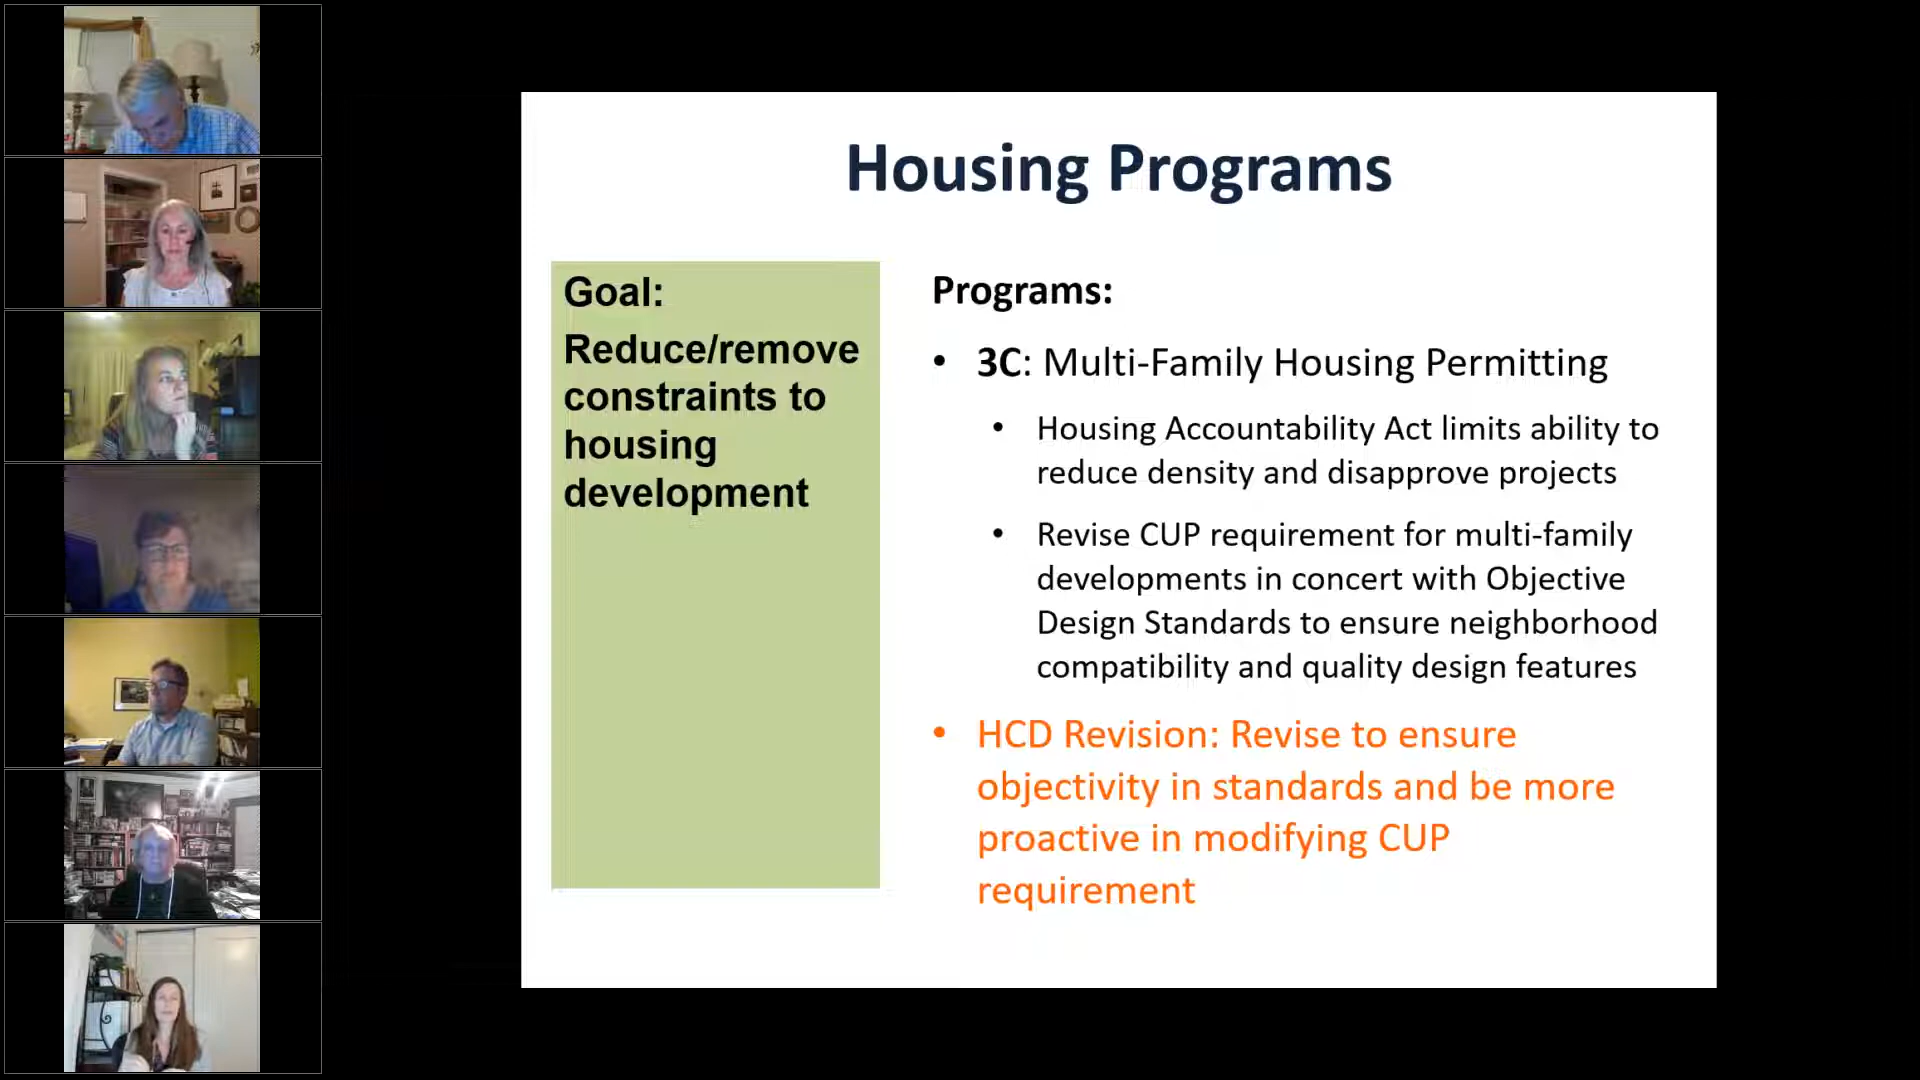 Housing Programs
Goal:
Reduce/remove
constraints to
housing
development
Programs:
• 3C: Multi-Family Housing Permitting
• Housing Accountability Act limits ability to
reduce density and disapprove projects
• Revise CUP requirement for multi-family
developments in concert with Objective
Design Standards to ensure neighborhood
compatibility and quality design features
• HCD Revision: Revise to ensure
objectivity in standards and be more
proactive in modifying CUP
requirement